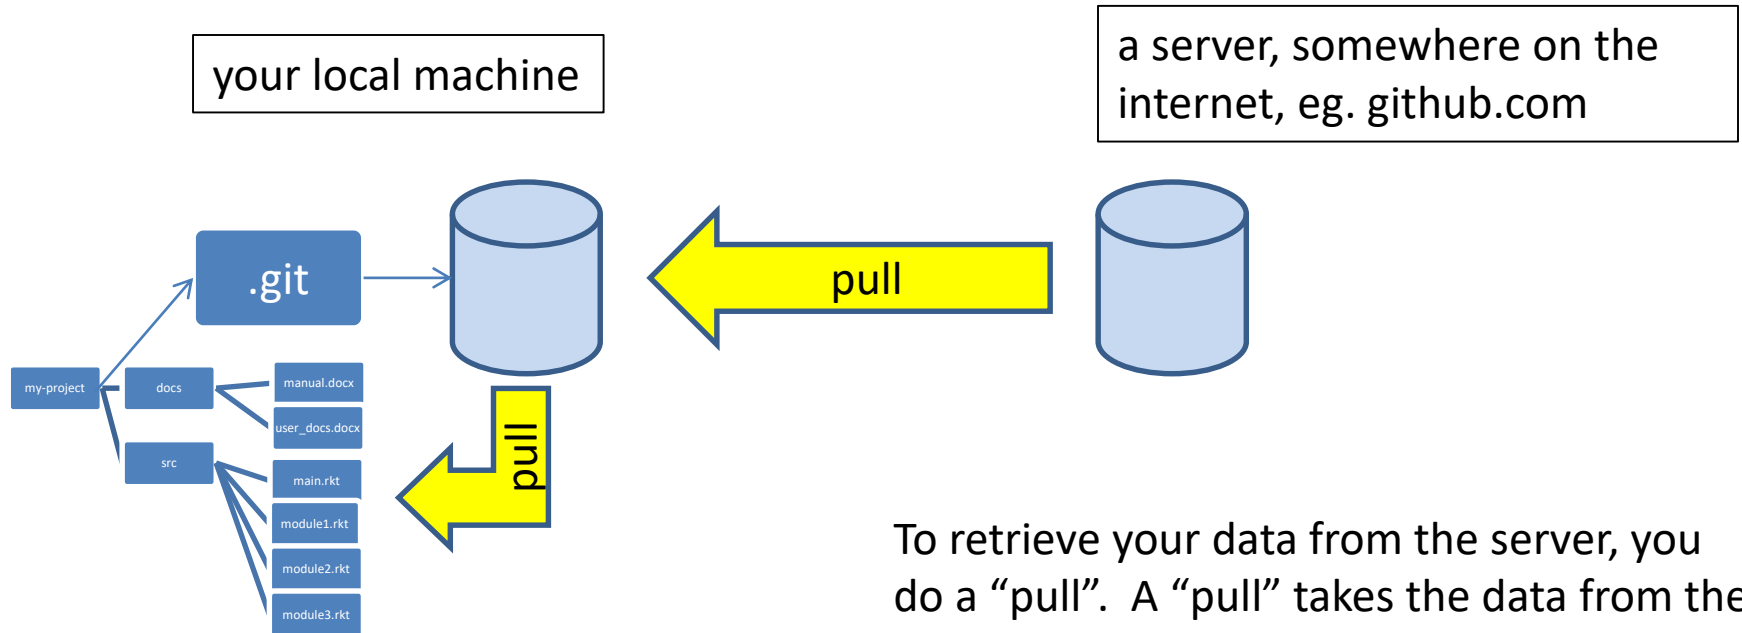 your local machine
a server, somewhere on the
internet, eg. github.com
.git
pull
my-project
docs
manual.docx
user_docs.docx
src
main.rkt
module1.rkt
module2.rkt
module3.rkt
pull
To retrieve your data from the server, you
do a “pull”.  A “pull” takes the data from the